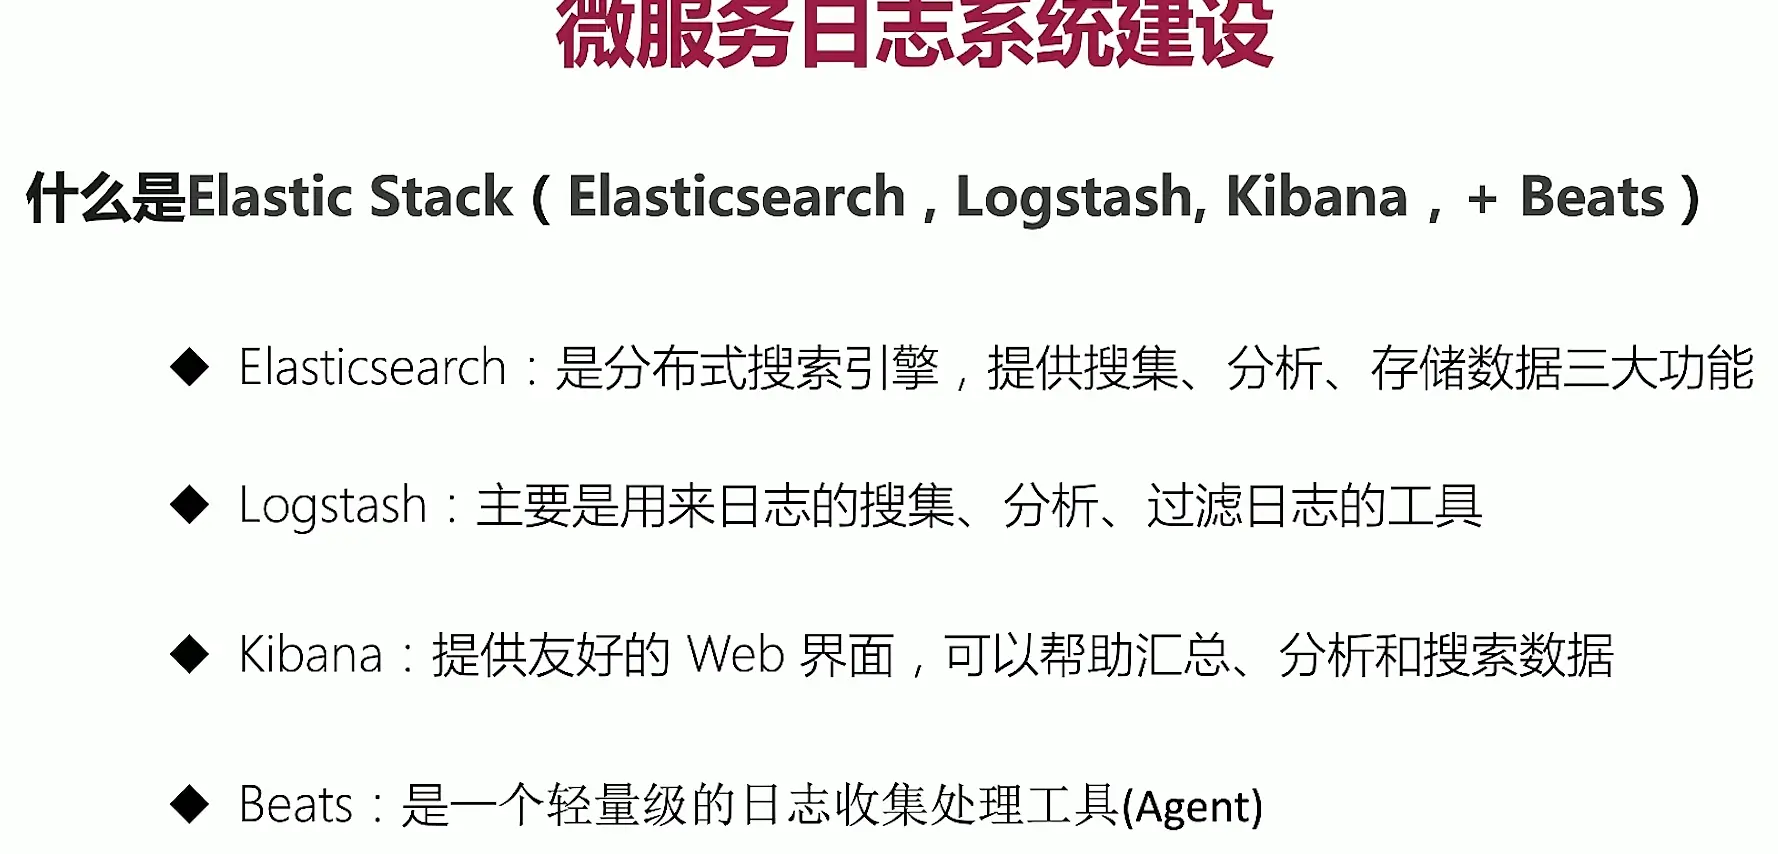 微服务日志系统建设
什么是Elastic Stack（Elasticsearch，Logstash, Kibana，+ Beats）
◆ Elasticsearch：是分布式搜索引擎，提供搜集、分析、存储数据三大功能
◆ Logstash：主要是用来日志的搜集、分析、过滤日志的工具
◆ Kibana：提供友好的 Web 界面，可以帮助汇总、分析和搜索数据
◆ Beats：是一个轻量级的日志收集处理工具(Agent)